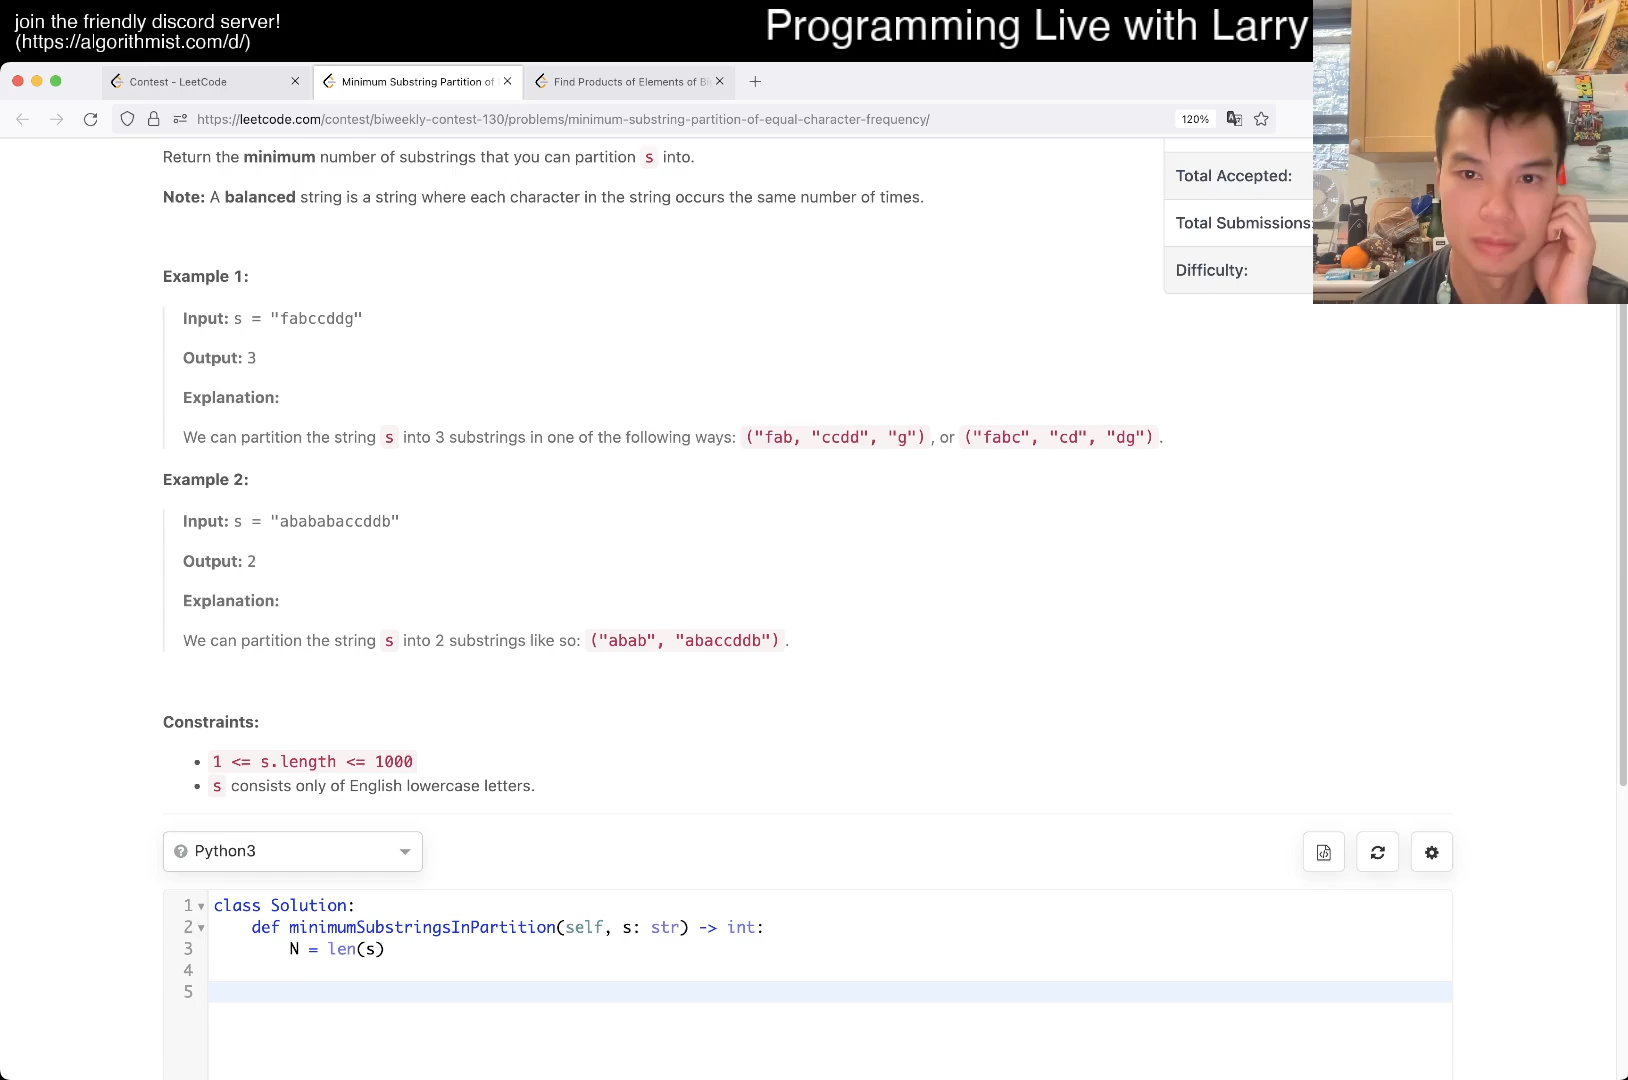 join the friendly discord server!
(https://algorithmist.com/d/)
Programming Live with Larry
Contest - LeetCode
Minimum Substring Partition of
Find Products of Elements of Bi
https://leetcode.com/contest/biweekly-contest-130/problems/minimum-substring-partition-of-equal-character-frequency/
120%
Return the minimum number of substrings that you can partition s into.
Note: A balanced string is a string where each character in the string occurs the same number of times.
Total Accepted:
Total Submissions:
Difficulty:
Example 1:
Input: s = "fabccddg"
Output: 3
Explanation:
We can partition the string s into 3 substrings in one of the following ways: ("fab, "ccdd", "g"), or ("fabc", "cd", "dg").
Example 2:
Input: s = "abababaccddb"
Output: 2
Explanation:
We can partition the string s into 2 substrings like so: ("abab", "abaccddb").
Constraints:
• 1 <= s.length <= 1000
• s consists only of English lowercase letters.
Python3
1 class Solution:
2 def minimumSubstringsInPartition(self, s: str) -> int:
3 N = len(s)
4
5